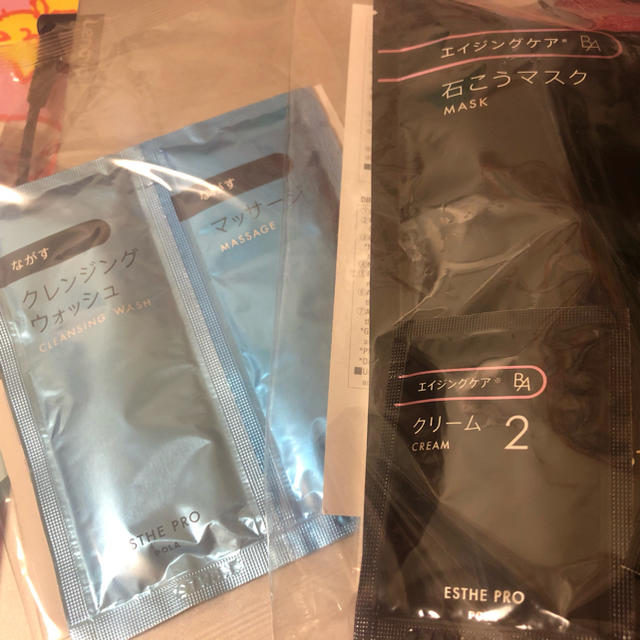 ながす
クレンジング
ウォッシュ
CLEANSING WASH
ESTHE PRO
POLA
ながす
マッサージ
MASSAGE
エイジングケア※ BA
石こうマスク
MASK
エイジングケア※ BA
クリーム 2
CREAM
ESTHE PRO